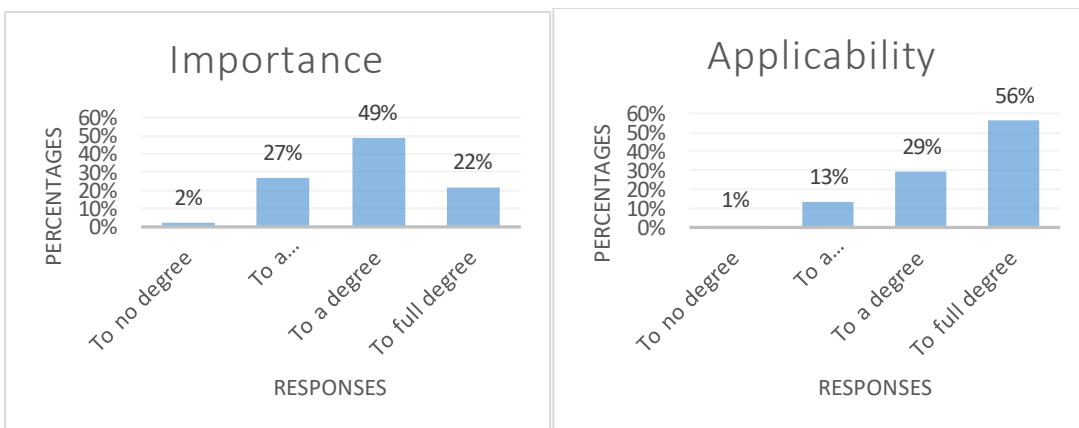 Importance
PERCENTAGES
60%
50%
40%
30%
20%
10%
0%
2%
27%
49%
22%
To no degree
To a...
To a degree
To full degree
RESPONSES
Applicability
PERCENTAGES
60%
50%
40%
30%
20%
10%
0%
1%
13%
29%
56%
To no degree
To a...
To a degree
To full degree
RESPONSES